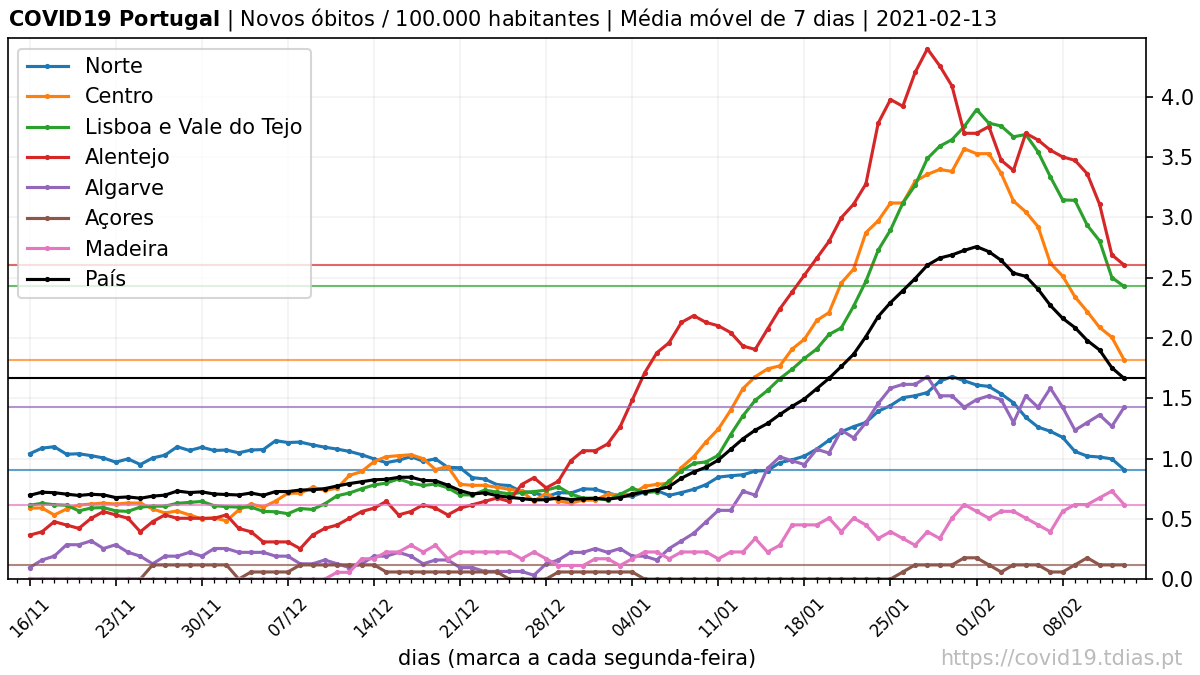 COVID19 Portugal | Novos óbitos / 100.000 habitantes | Média móvel de 7 dias | 2021-02-13
Norte
Centro
Lisboa e Vale do Tejo
Alentejo
Algarve
Açores
Madeira
País
4.0
3.5
3.0
2.5
2.0
1.5
1.0
0.5
0.0
16/11
23/11
30/11
07/12
14/12
21/12
28/12
04/01
11/01
18/01
25/01
01/02
08/02
dias (marca a cada segunda-feira)
https://covid19.tdias.pt